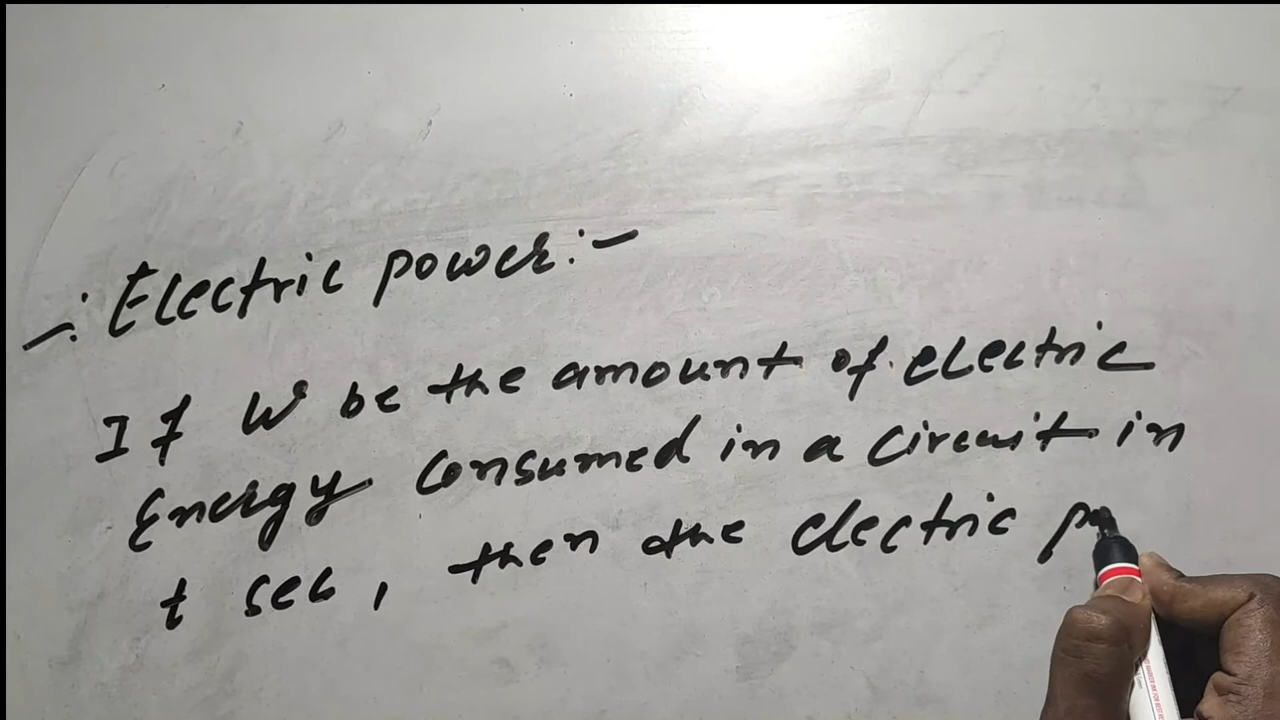 -: Electric power:-
If W be the amount of electric
Energy consumed in a circuit in
t sec, then the electric